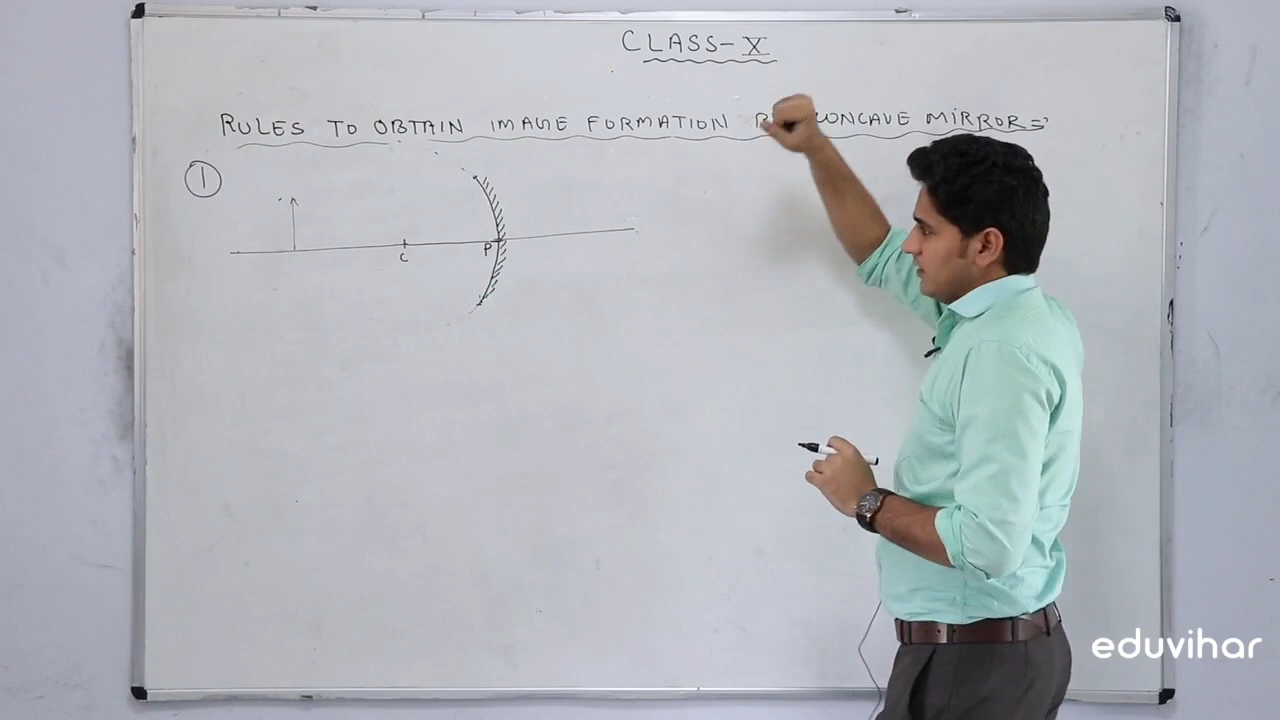 CLASS-X
RULES TO OBTAIN IMAGE FORMATION CONCAVE MIRROR
1
C P
eduvihar